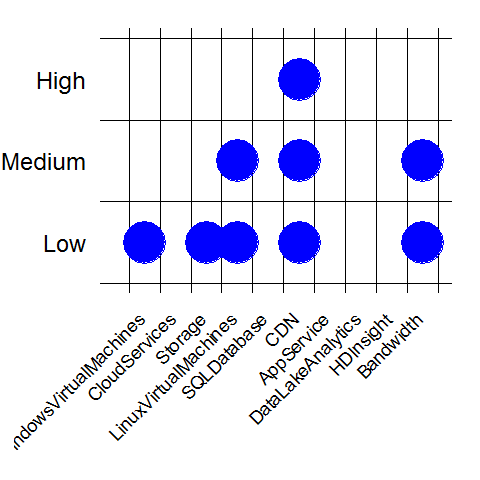 High
Medium
Low
ndowsVirtualMachines
CloudServices
Storage
LinuxVirtualMachines
SQLDatabase
CDN
AppService
DataLakeAnalytics
HDInsight
Bandwidth